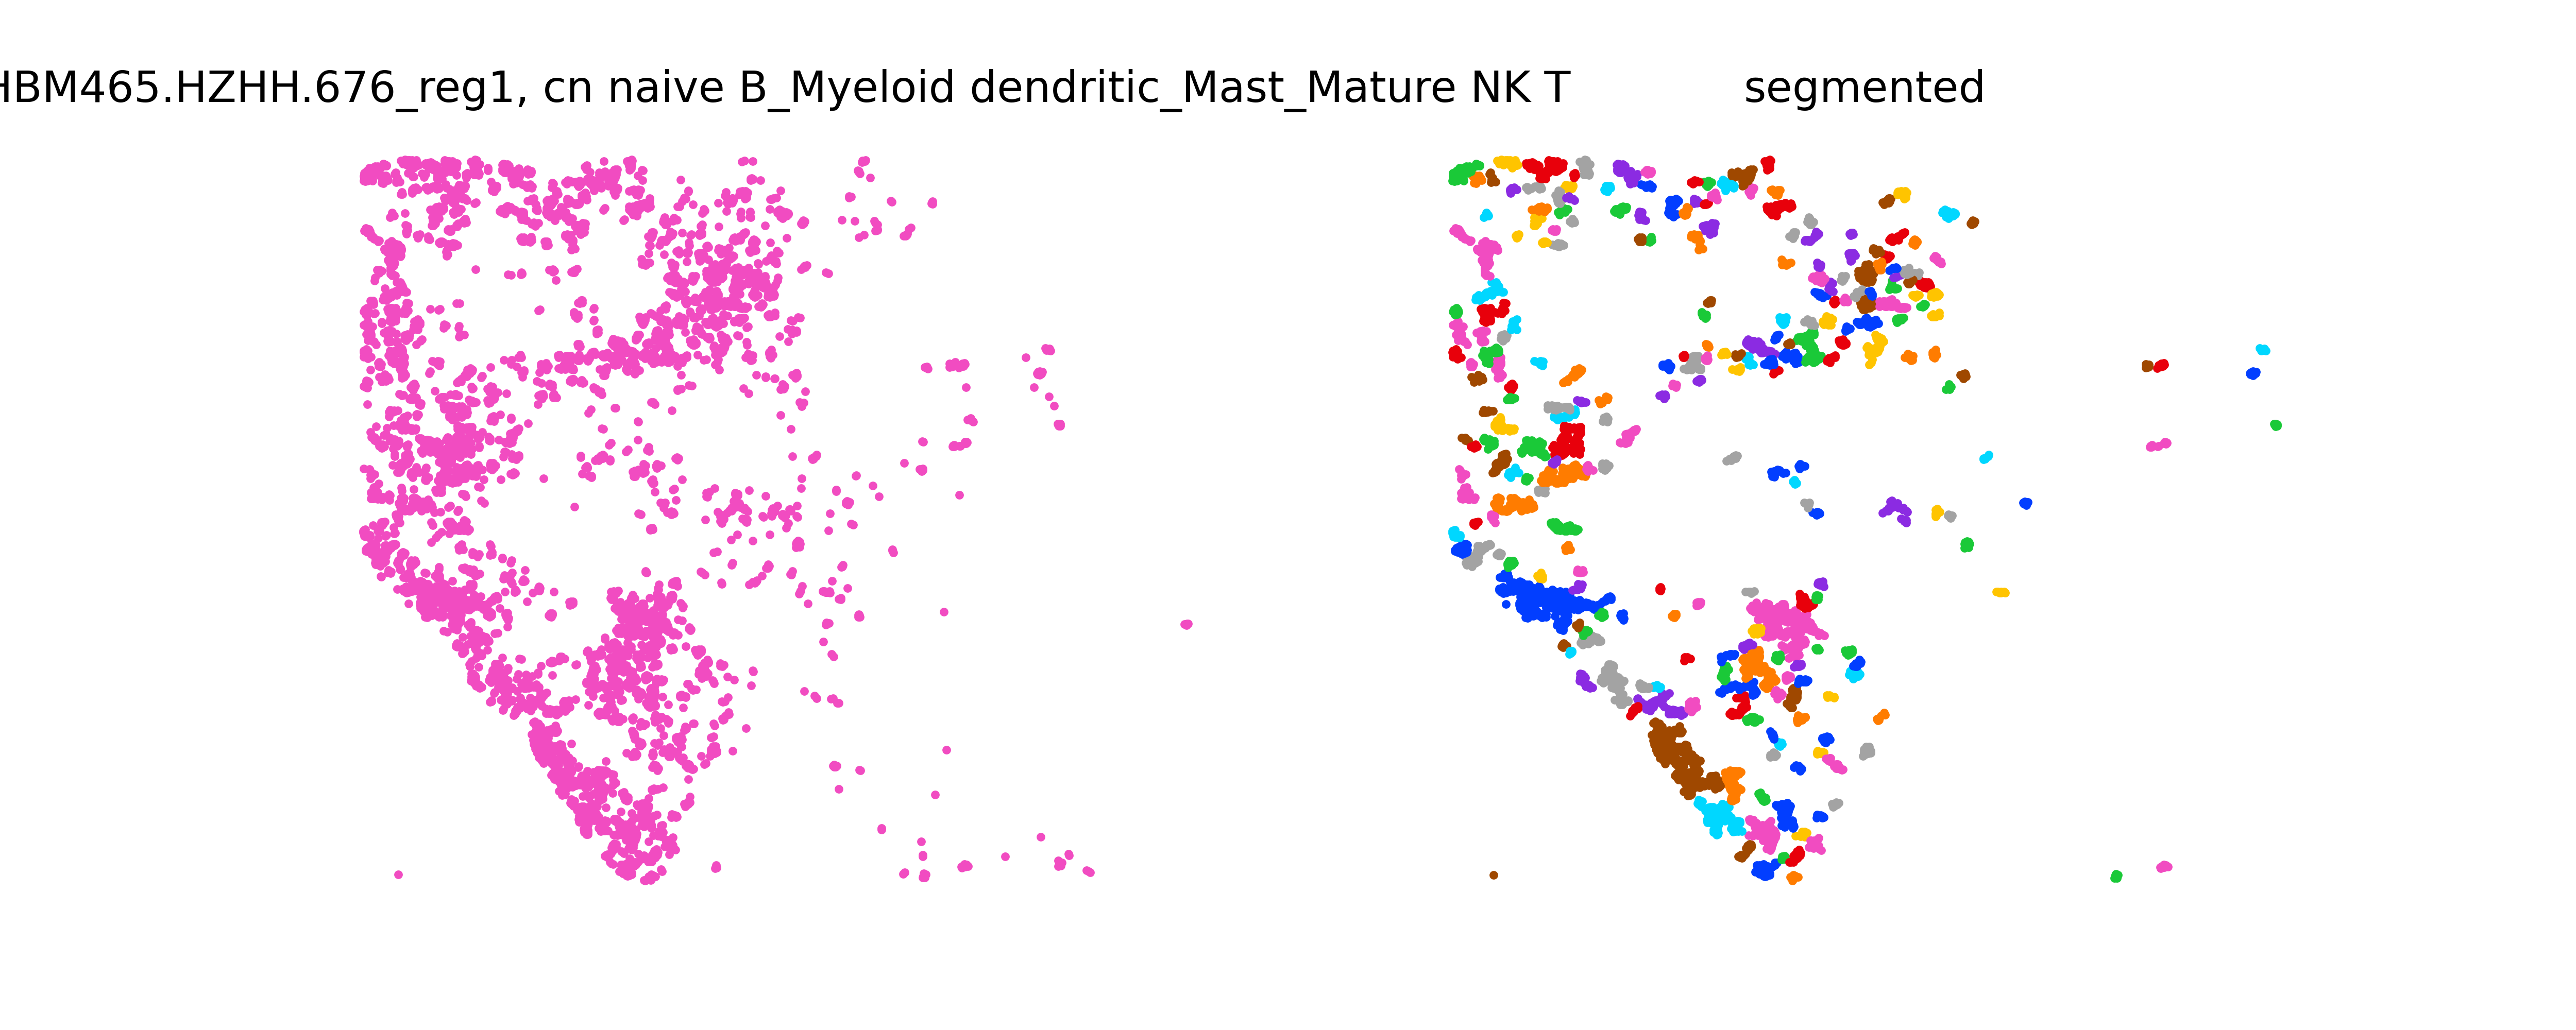 HBM465.HZHH.676_reg1, cn naive B_Myeloid dendritic_Mast_Mature NK T
segmented